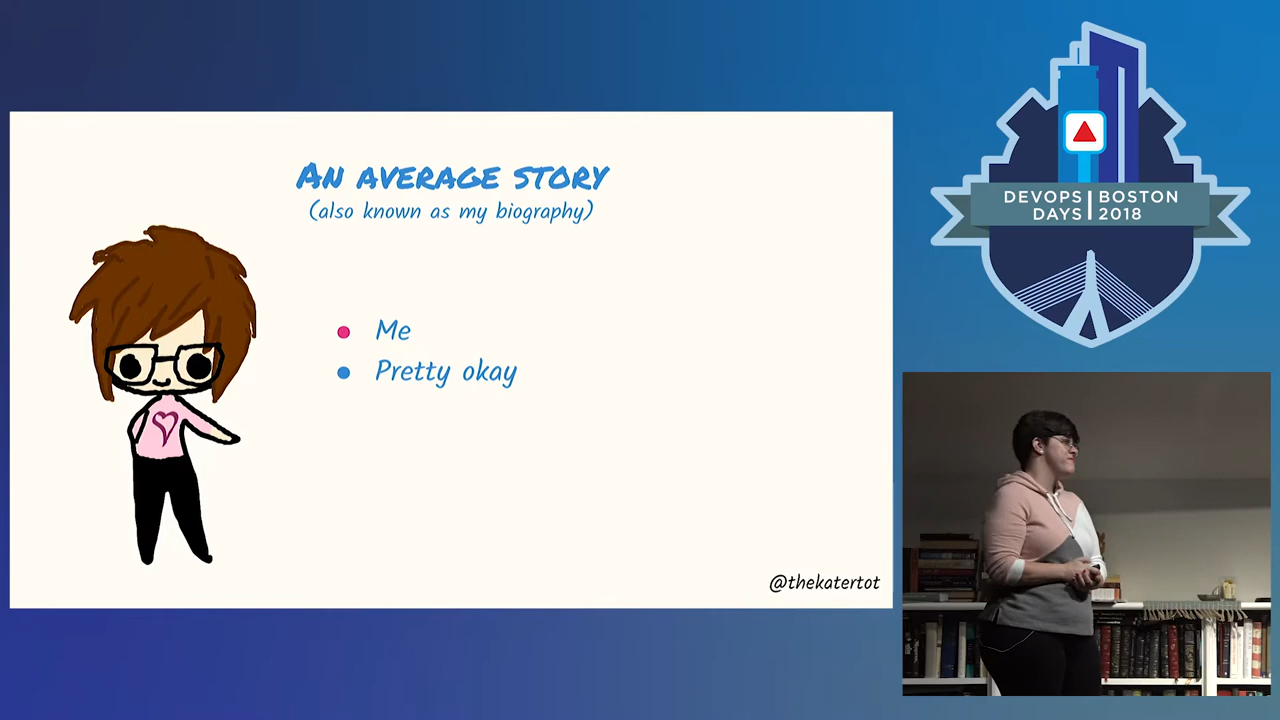 An average story
(also known as my biography)
Me
Pretty okay
@thekatertot
DEVOPS DAYS
BOSTON 2018